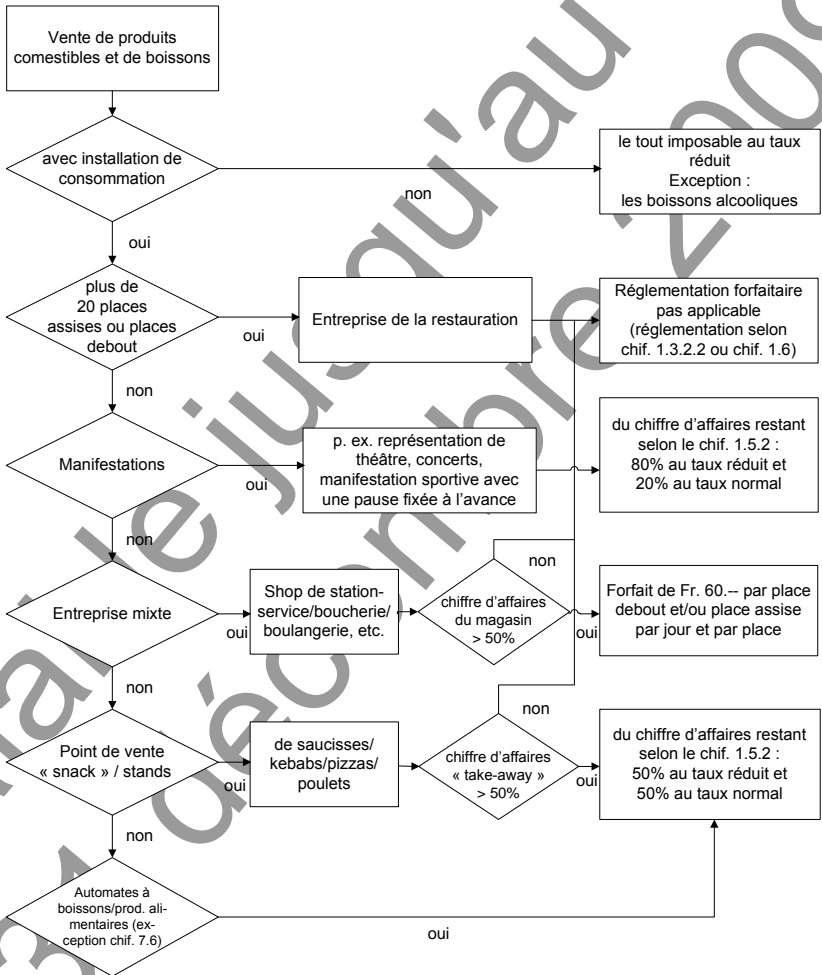 Vente de produits
comestibles et de boissons
avec installation de
consommation
non
le tout imposable au taux
réduit
Exception :
les boissons alcooliques
oui
plus de
20 places
assises ou places
debout
oui
Entreprise de la restauration
Réglementation forfaitaire
pas applicable
(réglementation selon
chif. 1.3.2.2 ou chif. 1.6)
non
Manifestations
oui
p. ex. représentation de
théâtre, concerts,
manifestation sportive avec
une pause fixée à l'avance
du chiffre d'affaires restant
selon le chif. 1.5.2 :
80% au taux réduit et
20% au taux normal
non
Entreprise mixte
oui
Shop de station-
service/boucherie/
boulangerie, etc.
chiffre d'affaires
du magasin
> 50%
non
oui
Forfait de Fr. 60.-- par place
debout et/ou place assise
par jour et par place
non
Point de vente
« snack » / stands
oui
de saucisses/
kebabs/pizzas/
poulets
chiffre d'affaires
« take-away »
> 50%
non
oui
du chiffre d'affaires restant
selon le chif. 1.5.2 :
50% au taux réduit et
50% au taux normal
non
Automates à
boissons/prod. ali-
mentaires (ex-
ception chif. 7.6)
oui
jusqu'au
31 décembre